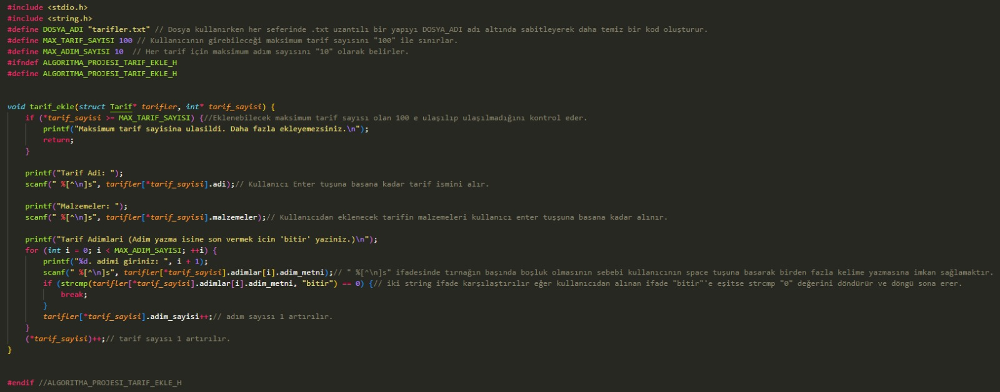 #include <stdio.h>
#include <string.h>
#define DOSYA_ADI "tarifler.txt" // Dosya kullanırken her seferinde .txt uzantılı bir yapıyı DOSYA_ADI adı altında sabitleyerek daha temiz bir kod oluşturur.
#define MAX_TARIF_SAYISI 100 // Kullanıcının girebileceği maksimum tarif sayısını "100" ile sınırlar.
#define MAX_ADIM_SAYISI 10  // Her tarif için maksimum adım sayısını "10" olarak belirler.
#ifndef ALGORITMA_PROJESI_TARIF_EKLE_H
#define ALGORITMA_PROJESI_TARIF_EKLE_H
void tarif_ekle(struct Tarif* tarifler, int* tarif_sayisi) {
    if (*tarif_sayisi >= MAX_TARIF_SAYISI) {//Eklenebilecek maksimum tarif sayısı olan 100 e ulaşılıp ulaşılmadığını kontrol eder.
        printf("Maksimum tarif sayisina ulasildi. Daha fazla ekleyemezsiniz.\n");
        return;
    }
    printf("Tarif Adi: ");
    scanf(" %[^\n]s", tarifler[*tarif_sayisi].adi);// Kullanıcı Enter tuşuna basana kadar tarif ismini alır.
    printf("Malzemeler: ");
    scanf(" %[^\n]s", tarifler[*tarif_sayisi].malzemeler);// Kullanıcıdan eklenecek tarifin malzemeleri kullanıcı enter tuşşuna basana kadar alınır.
    printf("Tarif Adimlari (Adim yazma isine son vermek icin 'bitir' yaziniz.)\n");
    for (int i = 0; i < MAX_ADIM_SAYISI; ++i) {
        printf("%d. adimi giriniz: ", i + 1);
        scanf(" %[^\n]s", tarifler[*tarif_sayisi].adimlar[i].adim_metni);// " %[^\n]s" ifadesinde tırnağın başında boşluk olmasının sebebi kullanıcının space tuşuna basarak birden fazla kelime yazmasına imkan sağlamaktır.
        if (strcmp(tarifler[*tarif_sayisi].adimlar[i].adim_metni, "bitir") == 0) {// iki string ifade karşılaştırılır eğer kullanıcıdan alınan ifade "bitir"'e eşitse strcmp "0" değerini döndürür ve döngü sona erer.
            break;
        }
        tarifler[*tarif_sayisi].adim_sayisi++;// adım sayısı 1 artırılır.
    }
    (*tarif_sayisi)++;// tarif sayısı 1 artırılır.
}
#endif //ALGORITMA_PROJESI_TARIF_EKLE_H